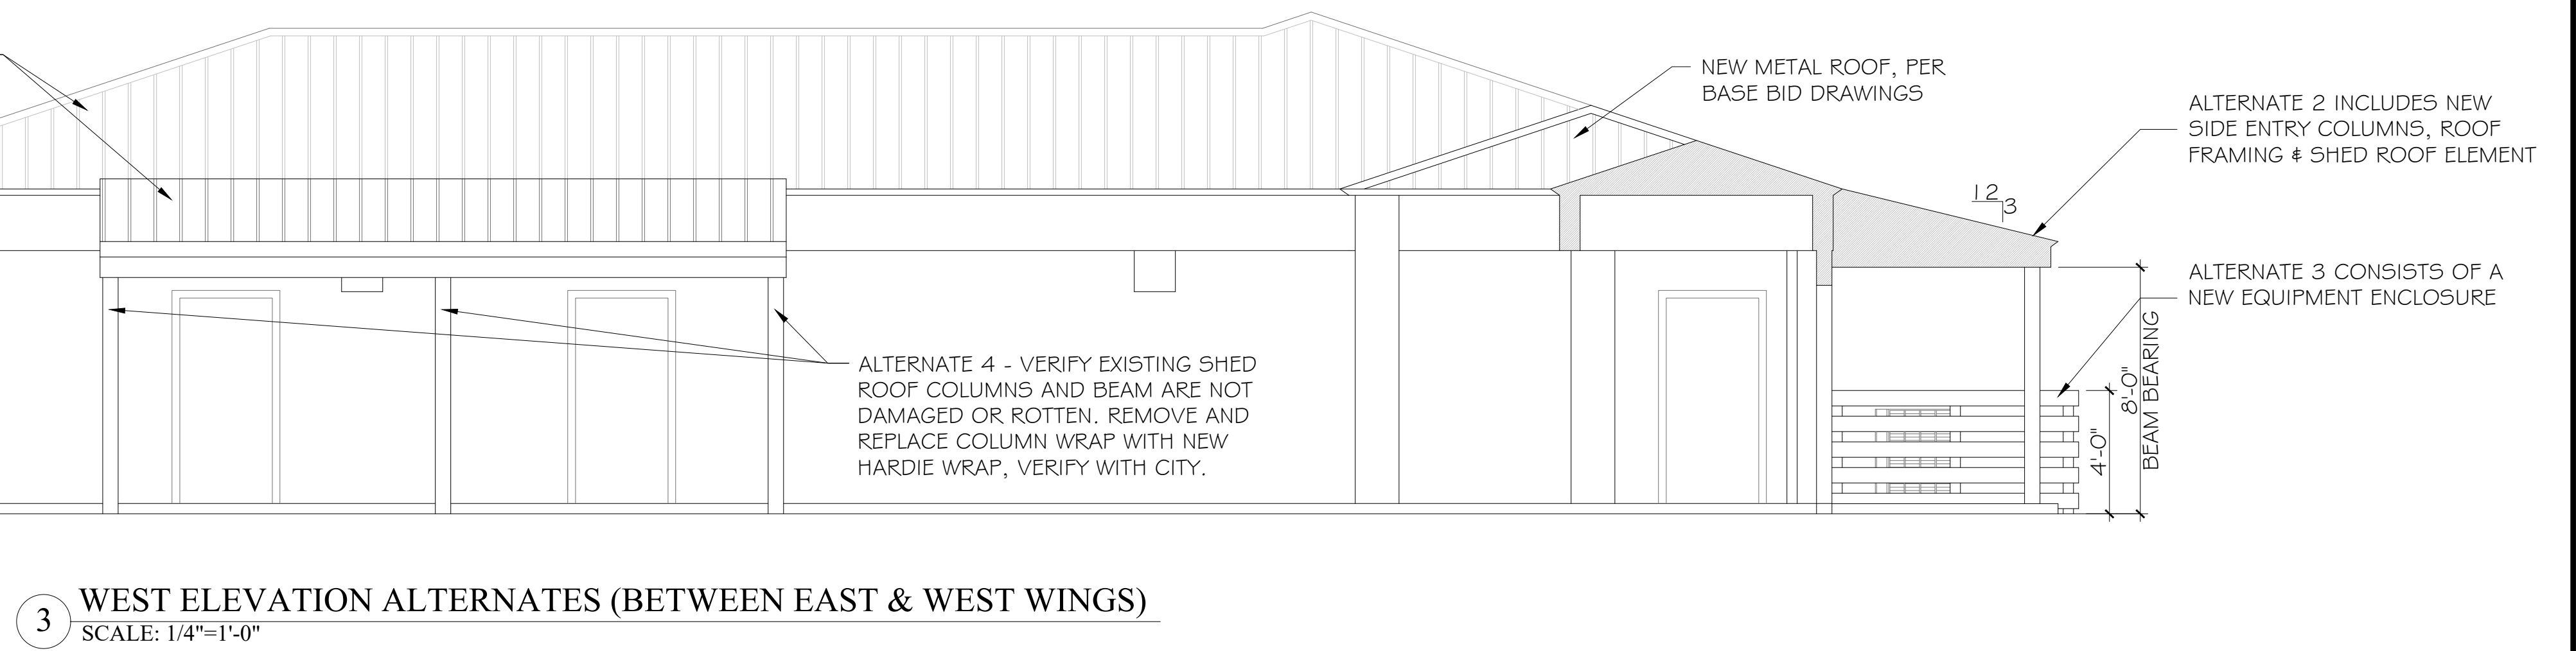 NEW METAL ROOF, PER
BASE BID DRAWINGS
ALTERNATE 2 INCLUDES NEW
SIDE ENTRY COLUMNS, ROOF
FRAMING & SHED ROOF ELEMENT
12
3
ALTERNATE 3 CONSISTS OF A
NEW EQUIPMENT ENCLOSURE
ALTERNATE 4 - VERIFY EXISTING SHED
ROOF COLUMNS AND BEAM ARE NOT
DAMAGED OR ROTTEN. REMOVE AND
REPLACE COLUMN WRAP WITH NEW
HARDIE WRAP, VERIFY WITH CITY.
4'-0"
8'-0"
BEAM BEARING
3
WEST ELEVATION ALTERNATES (BETWEEN EAST & WEST WINGS)
SCALE: 1/4"=1'-0"